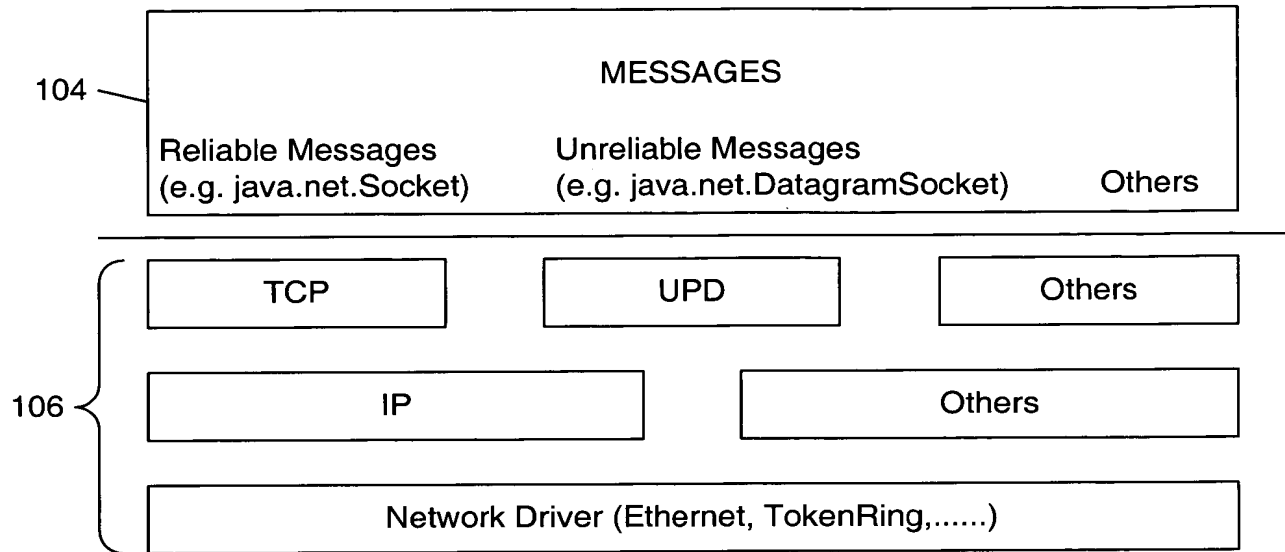 MESSAGES
104
Reliable Messages
(e.g. java.net.Socket)
Unreliable Messages
(e.g. java.net.DatagramSocket)
Others
TCP
UPD
Others
106
IP
Others
Network Driver (Ethernet, TokenRing,......)